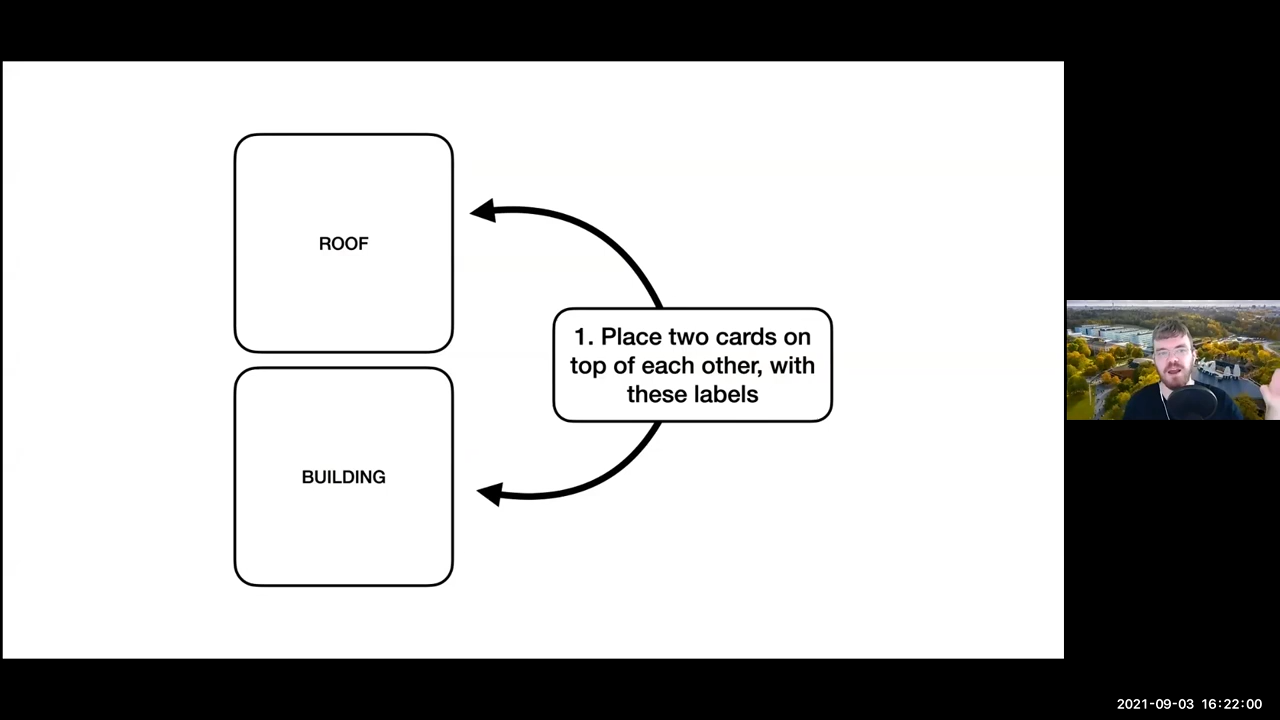 ROOF
1. Place two cards on
top of each other, with
these labels
BUILDING
2021-09-03 16:22:00